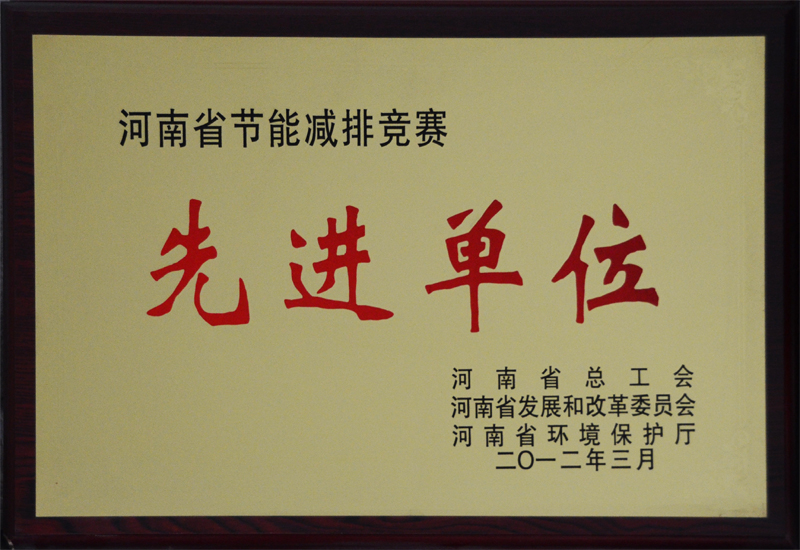 河南省节能减排竞赛
先进单位
河南省总工会
河南省发展和改革委员会
河南省环境保护厅
二〇一二年三月